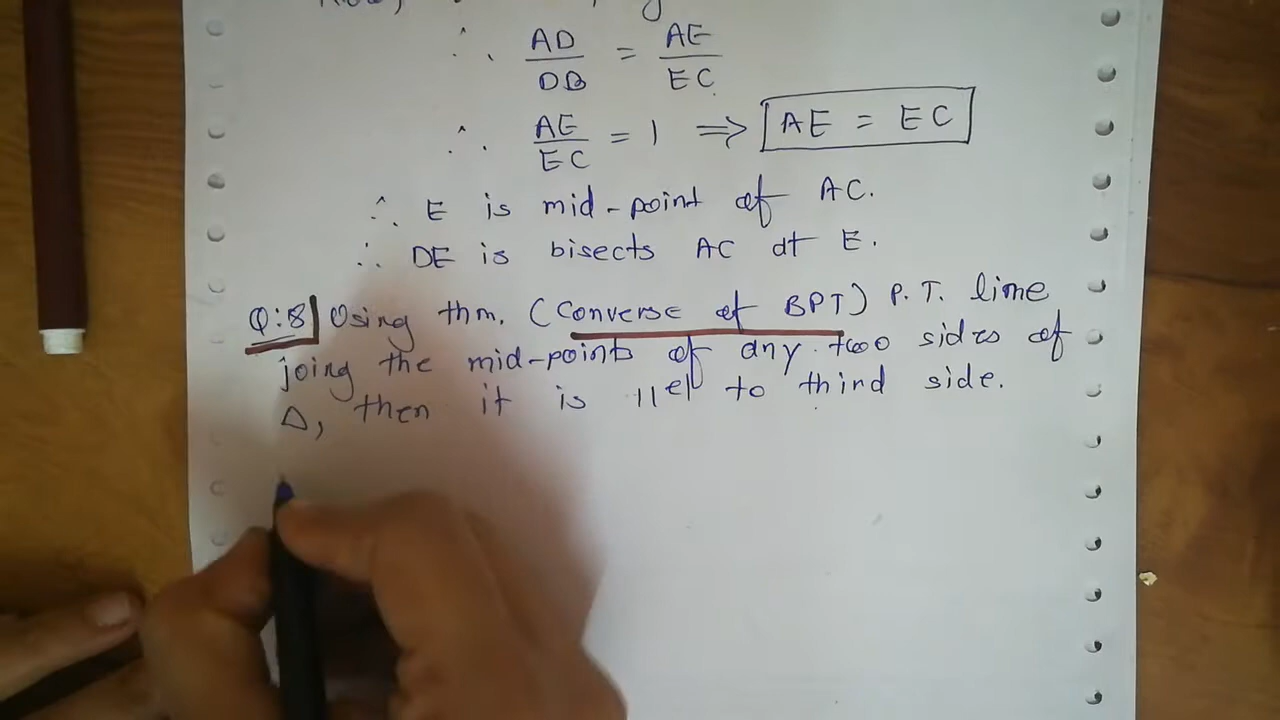 ∴ AD/DB = AE/EC
∴ AE/EC = 1 ⇒ AE = EC
∴ E is mid-point of AC.
∴ DE is bisects AC at E.
Q:8 Using thm. (Converse of BPT) P.T. line
joing the mid-points of any two sides of
Δ, then it is ||el to third side.